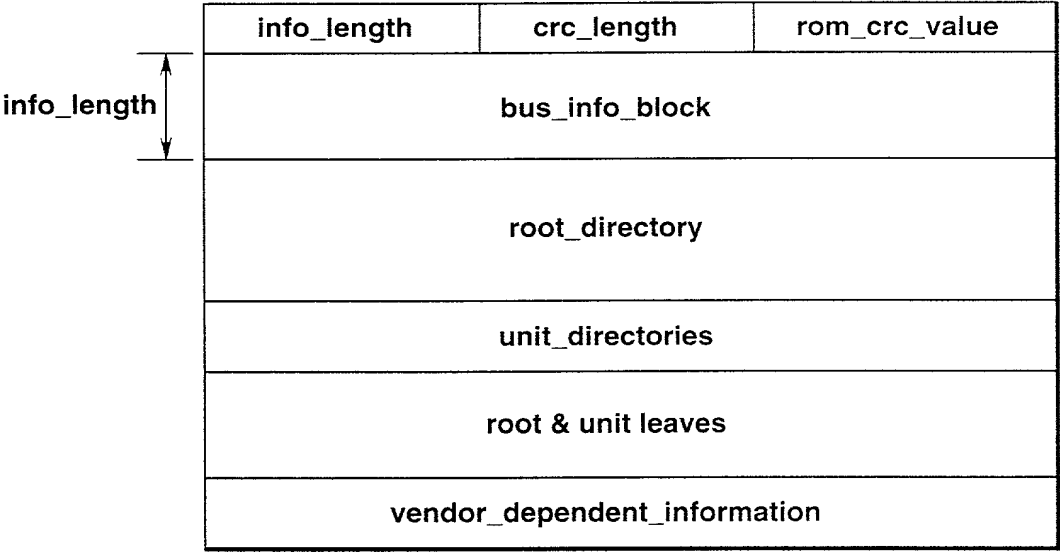 info_length crc_length rom_crc_value
info_length
bus_info_block
root_directory
unit_directories
root & unit leaves
vendor_dependent_information